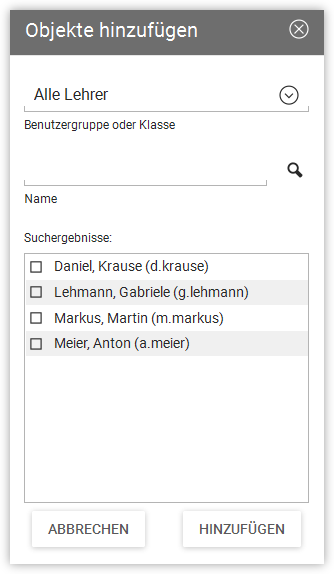 Objekte hinzufügen
Alle Lehrer
Benutzergruppe oder Klasse
Name
Suchergebnisse:
Daniel, Krause (d.krause)
Lehmann, Gabriele (g.lehmann)
Markus, Martin (m.markus)
Meier, Anton (a.meier)
ABBRECHEN HINZUFÜGEN